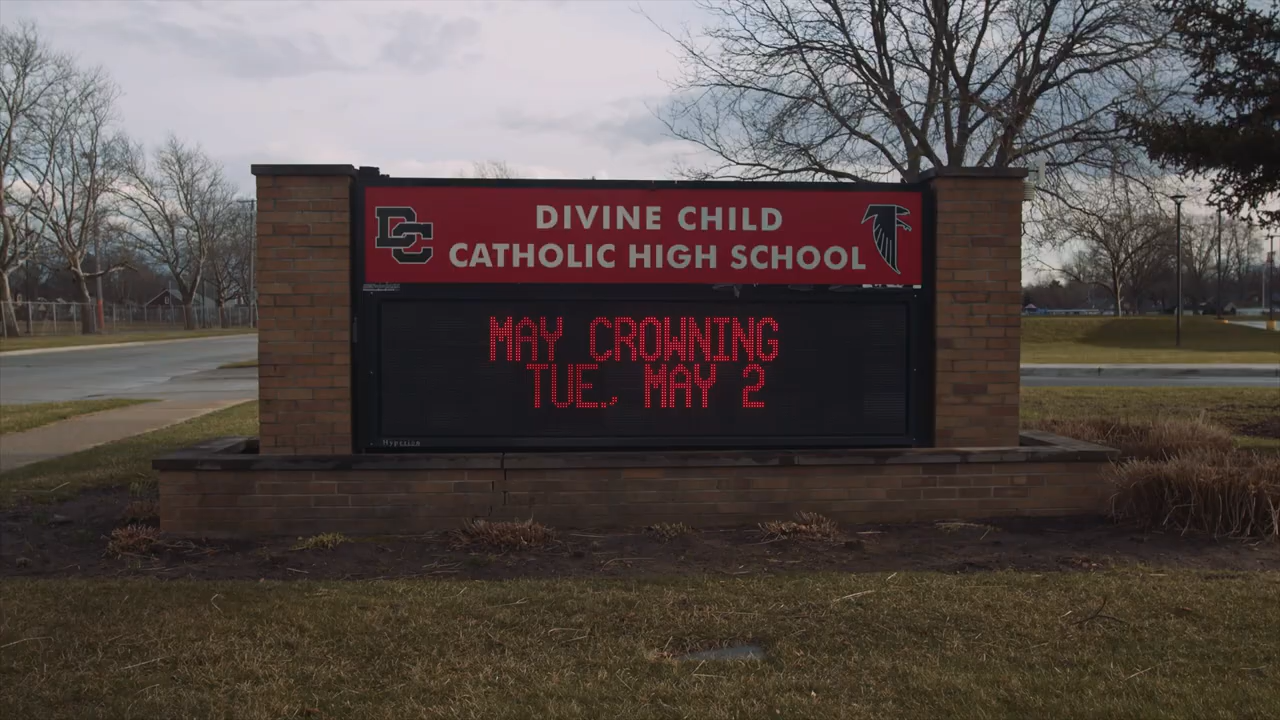 DC
DIVINE CHILD
CATHOLIC HIGH SCHOOL
MAY CROWNING
TUE., MAY 2